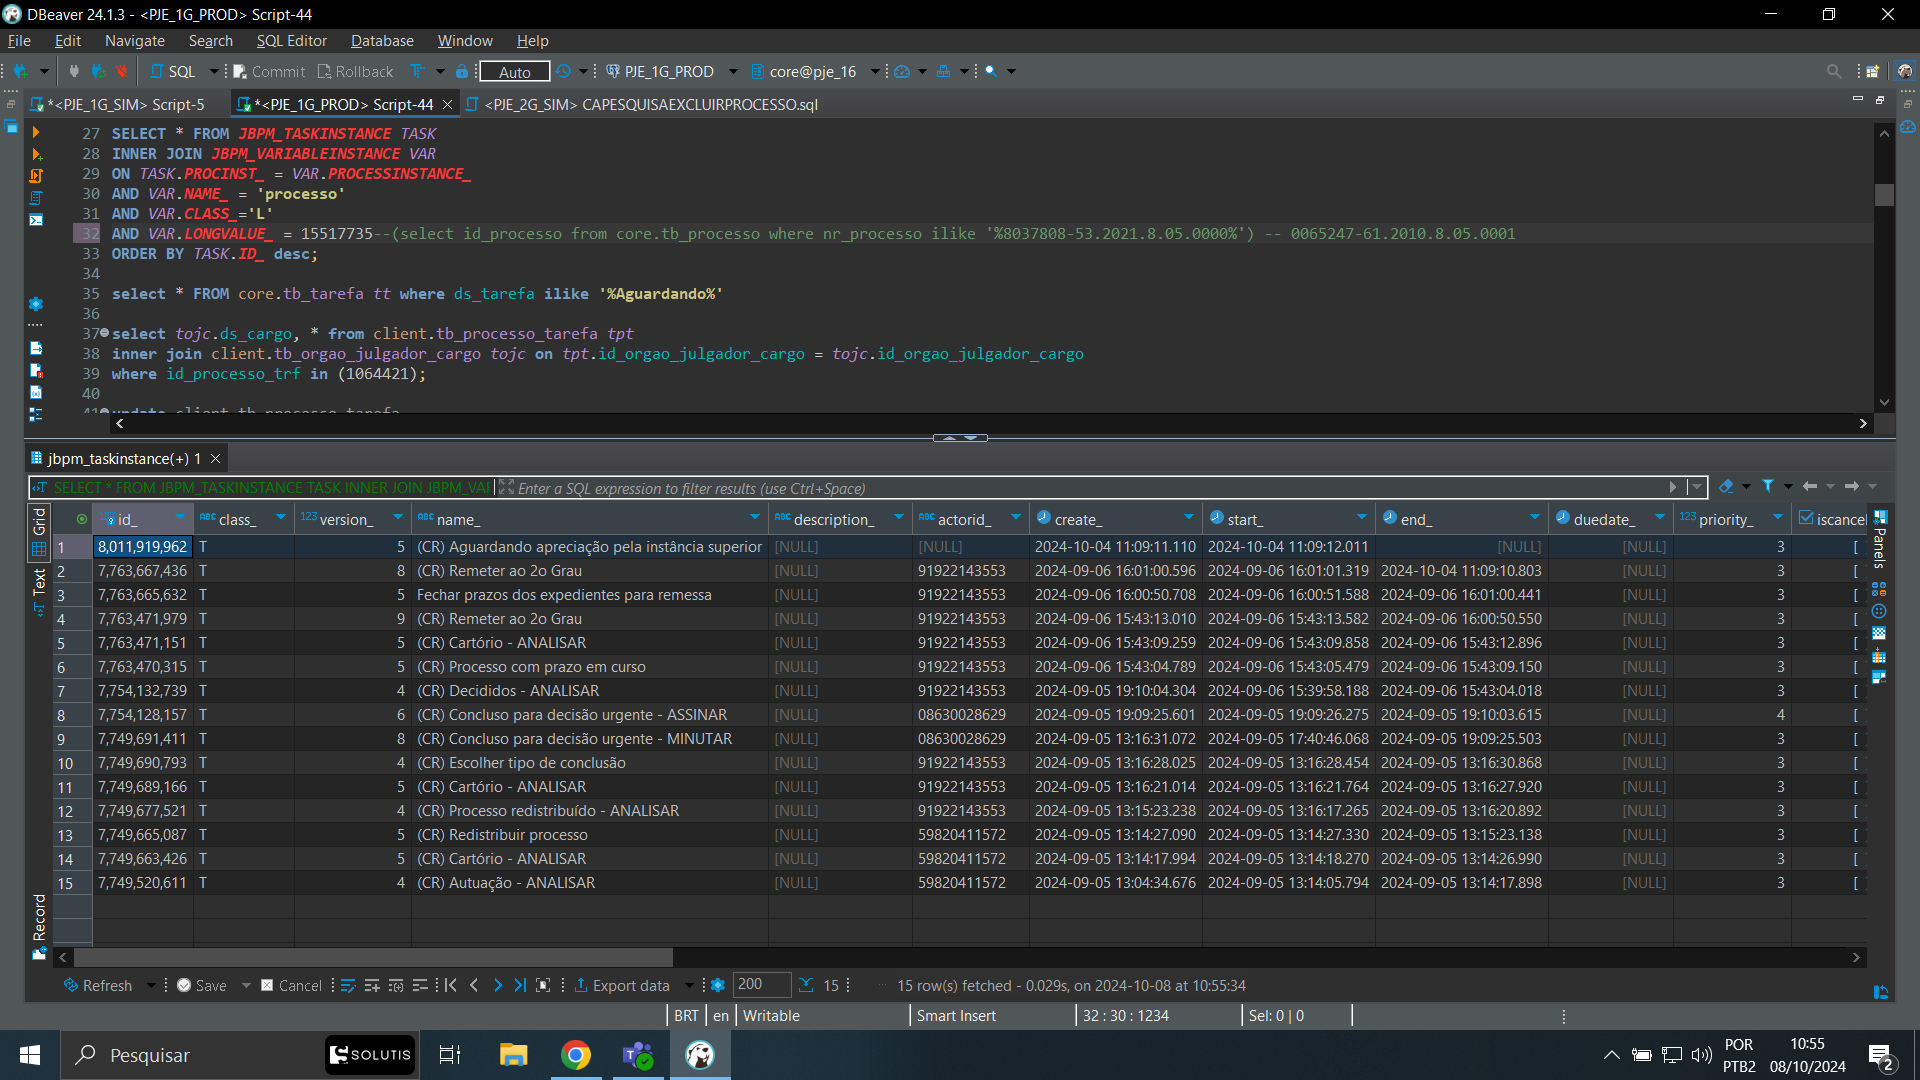 DBeaver 24.1.3 - <PJE_1G_PROD> Script-44
File Edit Navigate Search SQL Editor Database Window Help
SQL Commit Rollback Auto PJE_1G_PROD core@pje_16
*<PJE_1G_SIM> Script-5 *<PJE_1G_PROD> Script-44 <PJE_2G_SIM> CAPESQUISAEXCLUIRPROCESSO.sql
27 SELECT * FROM JBPM_TASKINSTANCE TASK
28 INNER JOIN JBPM_VARIABLEINSTANCE VAR
29 ON TASK.PROCINST_ = VAR.PROCESSINSTANCE_
30 AND VAR.NAME_ = 'processo'
31 AND VAR.CLASS_='L'
32 AND VAR.LONGVALUE_ = 15517735--(select id_processo from core.tb_processo where nr_processo ilike '%8037808-53.2021.8.05.0000%') -- 0065247-61.2010.8.05.0001
33 ORDER BY TASK.ID_ desc;
34
35 select * FROM core.tb_tarefa tt where ds_tarefa ilike '%Aguardando%'
36
37 select tojc.ds_cargo, * from client.tb_processo_tarefa tpt
38 inner join client.tb_orgao_julgador_cargo tojc on tpt.id_orgao_julgador_cargo = tojc.id_orgao_julgador_cargo
39 where id_processo_trf in (1064421);
40
41 update client.tb_processo_tarefa
jbpm_taskinstance(+) 1
SELECT * FROM JBPM_TASKINSTANCE TASK INNER JOIN JBPM_VAR Enter a SQL expression to filter results (use Ctrl+Space)
Grid
Text
Record
Panels
123 id_ ABC class_ 123 version_ ABC name_ ABC description_ ABC actorid_ create_ start_ end_ duedate_ 123 priority_ iscancel
1 8,011,919,962 T 5 (CR) Aguardando apreciação pela instância superior [NULL] [NULL] 2024-10-04 11:09:11.110 2024-10-04 11:09:12.011 [NULL] [NULL] 3 [
2 7,763,667,436 T 8 (CR) Remeter ao 2o Grau [NULL] 91922143553 2024-09-06 16:01:00.596 2024-09-06 16:01:01.319 2024-10-04 11:09:10.803 [NULL] 3 [
3 7,763,665,632 T 5 Fechar prazos dos expedientes para remessa [NULL] 91922143553 2024-09-06 16:00:50.708 2024-09-06 16:00:51.588 2024-09-06 16:01:00.441 [NULL] 3 [
4 7,763,471,979 T 9 (CR) Remeter ao 2o Grau [NULL] 91922143553 2024-09-06 15:43:13.010 2024-09-06 15:43:13.582 2024-09-06 16:00:50.550 [NULL] 3 [
5 7,763,471,151 T 5 (CR) Cartório - ANALISAR [NULL] 91922143553 2024-09-06 15:43:09.259 2024-09-06 15:43:09.858 2024-09-06 15:43:12.896 [NULL] 3 [
6 7,763,470,315 T 5 (CR) Processo com prazo em curso [NULL] 91922143553 2024-09-06 15:43:04.789 2024-09-06 15:43:05.479 2024-09-06 15:43:09.150 [NULL] 3 [
7 7,754,132,739 T 4 (CR) Decididos - ANALISAR [NULL] 91922143553 2024-09-05 19:10:04.304 2024-09-06 15:39:58.188 2024-09-06 15:43:04.018 [NULL] 3 [
8 7,754,128,157 T 6 (CR) Concluso para decisão urgente - ASSINAR [NULL] 08630028629 2024-09-05 19:09:25.601 2024-09-05 19:09:26.275 2024-09-05 19:10:03.615 [NULL] 4 [
9 7,749,691,411 T 8 (CR) Concluso para decisão urgente - MINUTAR [NULL] 08630028629 2024-09-05 13:16:31.072 2024-09-05 17:40:46.068 2024-09-05 19:09:25.503 [NULL] 3 [
10 7,749,690,793 T 4 (CR) Escolher tipo de conclusão [NULL] 91922143553 2024-09-05 13:16:28.025 2024-09-05 13:16:28.454 2024-09-05 13:16:30.868 [NULL] 3 [
11 7,749,689,166 T 5 (CR) Cartório - ANALISAR [NULL] 91922143553 2024-09-05 13:16:21.014 2024-09-05 13:16:21.764 2024-09-05 13:16:27.920 [NULL] 3 [
12 7,749,677,521 T 4 (CR) Processo redistribuído - ANALISAR [NULL] 91922143553 2024-09-05 13:15:23.238 2024-09-05 13:16:17.265 2024-09-05 13:16:20.892 [NULL] 3 [
13 7,749,665,087 T 5 (CR) Redistribuir processo [NULL] 59820411572 2024-09-05 13:14:27.090 2024-09-05 13:14:27.330 2024-09-05 13:15:23.138 [NULL] 3 [
14 7,749,663,426 T 5 (CR) Cartório - ANALISAR [NULL] 59820411572 2024-09-05 13:14:17.994 2024-09-05 13:14:18.270 2024-09-05 13:14:26.990 [NULL] 3 [
15 7,749,520,611 T 4 (CR) Autuação - ANALISAR [NULL] 59820411572 2024-09-05 13:04:34.676 2024-09-05 13:14:05.794 2024-09-05 13:14:17.898 [NULL] 3 [
Refresh Save Cancel Export data 200 15 15 row(s) fetched - 0.029s, on 2024-10-08 at 10:55:34
BRT en Writable Smart Insert 32 : 30 : 1234 Sel: 0 | 0
Pesquisar SOLUTIS POR 10:55
PTB2 08/10/2024 2